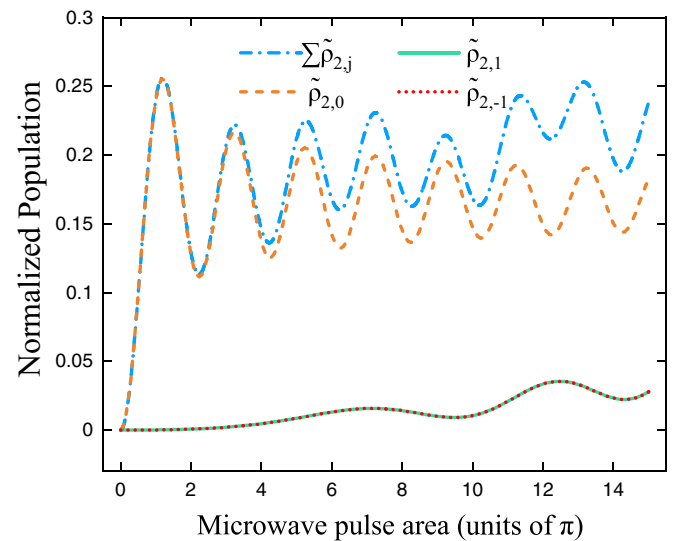 0.3
∑ρ̃2,j ρ̃2,1
ρ̃2,0 ρ̃2,-1
0.25
0.2
0.15
0.1
0.05
0
Normalized Population
0 2 4 6 8 10 12 14
Microwave pulse area (units of π)